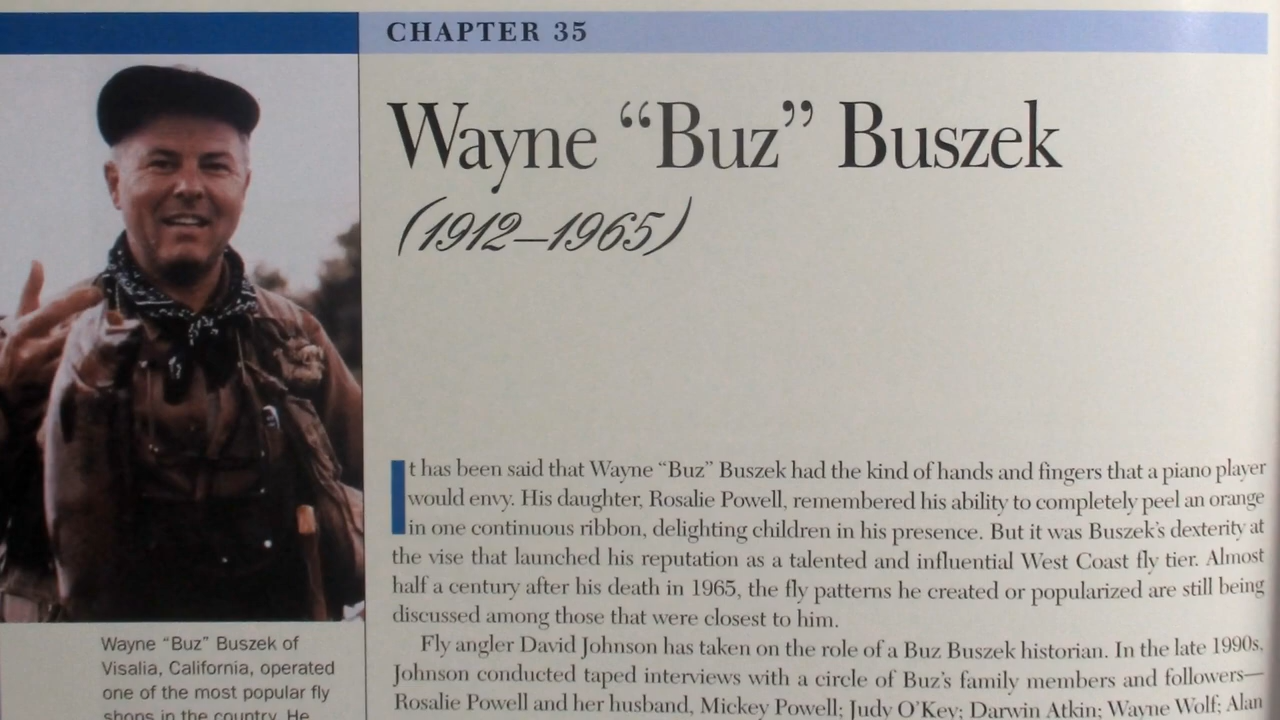 CHAPTER 35
Wayne “Buz” Buszek
(1912–1965)
It has been said that Wayne “Buz” Buszek had the kind of hands and fingers that a piano player
would envy. His daughter, Rosalie Powell, remembered his ability to completely peel an orange
in one continuous ribbon, delighting children in his presence. But it was Buszek’s dexterity at
the vise that launched his reputation as a talented and influential West Coast fly tier. Almost
half a century after his death in 1965, the fly patterns he created or popularized are still being
discussed among those that were closest to him.
Fly angler David Johnson has taken on the role of a Buz Buszek historian. In the late 1990s,
Johnson conducted taped interviews with a circle of Buz’s family members and followers—
Rosalie Powell and her husband, Mickey Powell; Judy O’Key; Darwin Atkin; Wayne Wolf; Alan
Wayne “Buz” Buszek of
Visalia, California, operated
one of the most popular fly
shops in the country. He